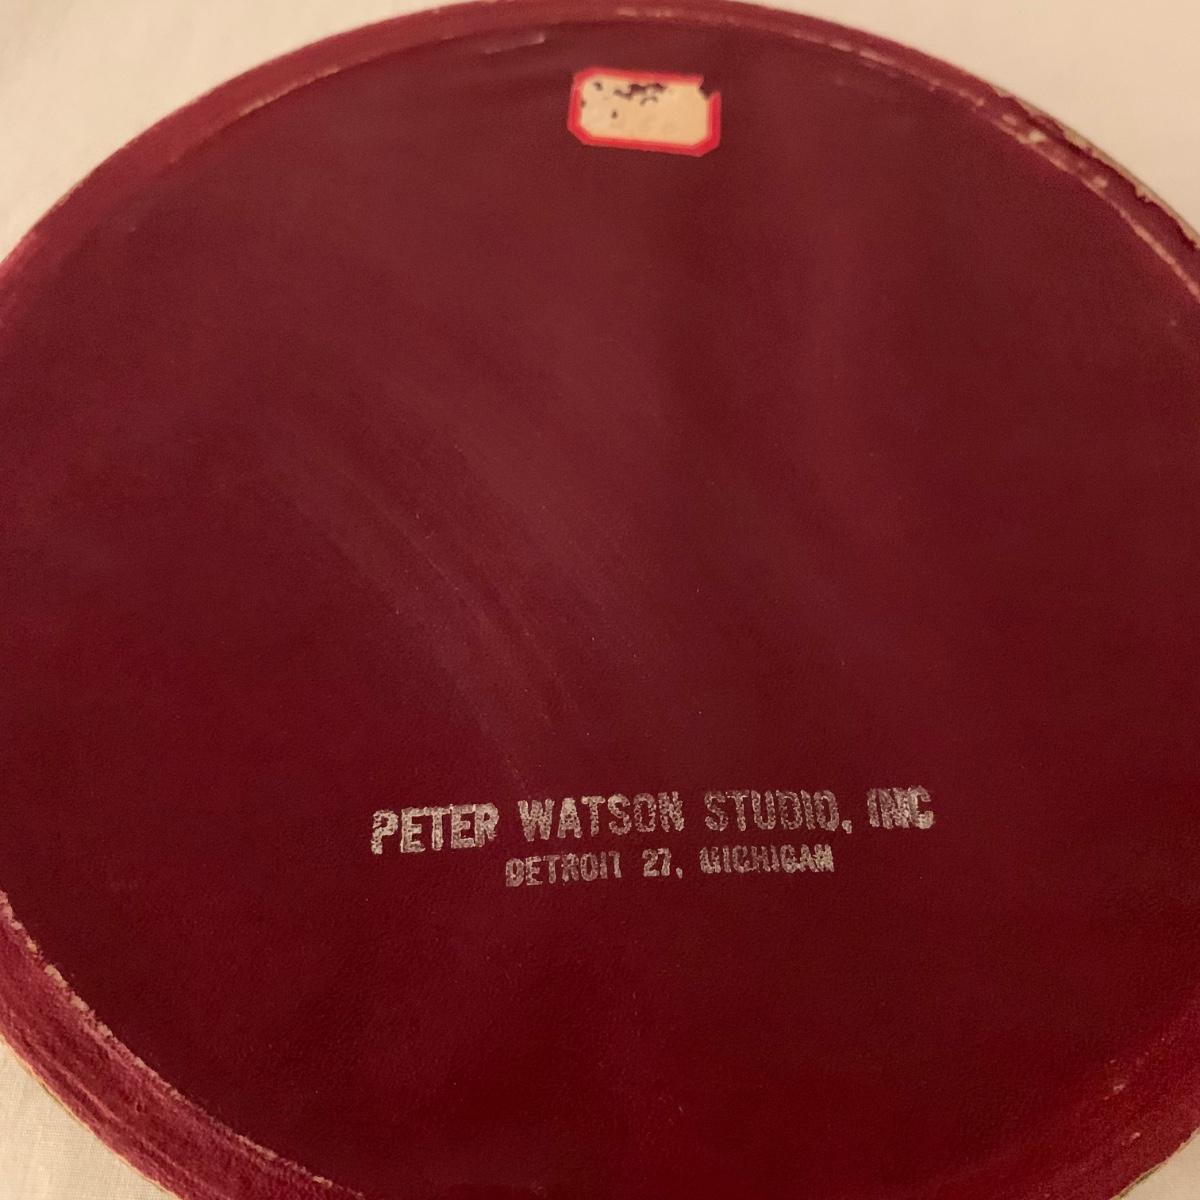 PETER WATSON STUDIO, INC
DETROIT 27, MICHIGAN